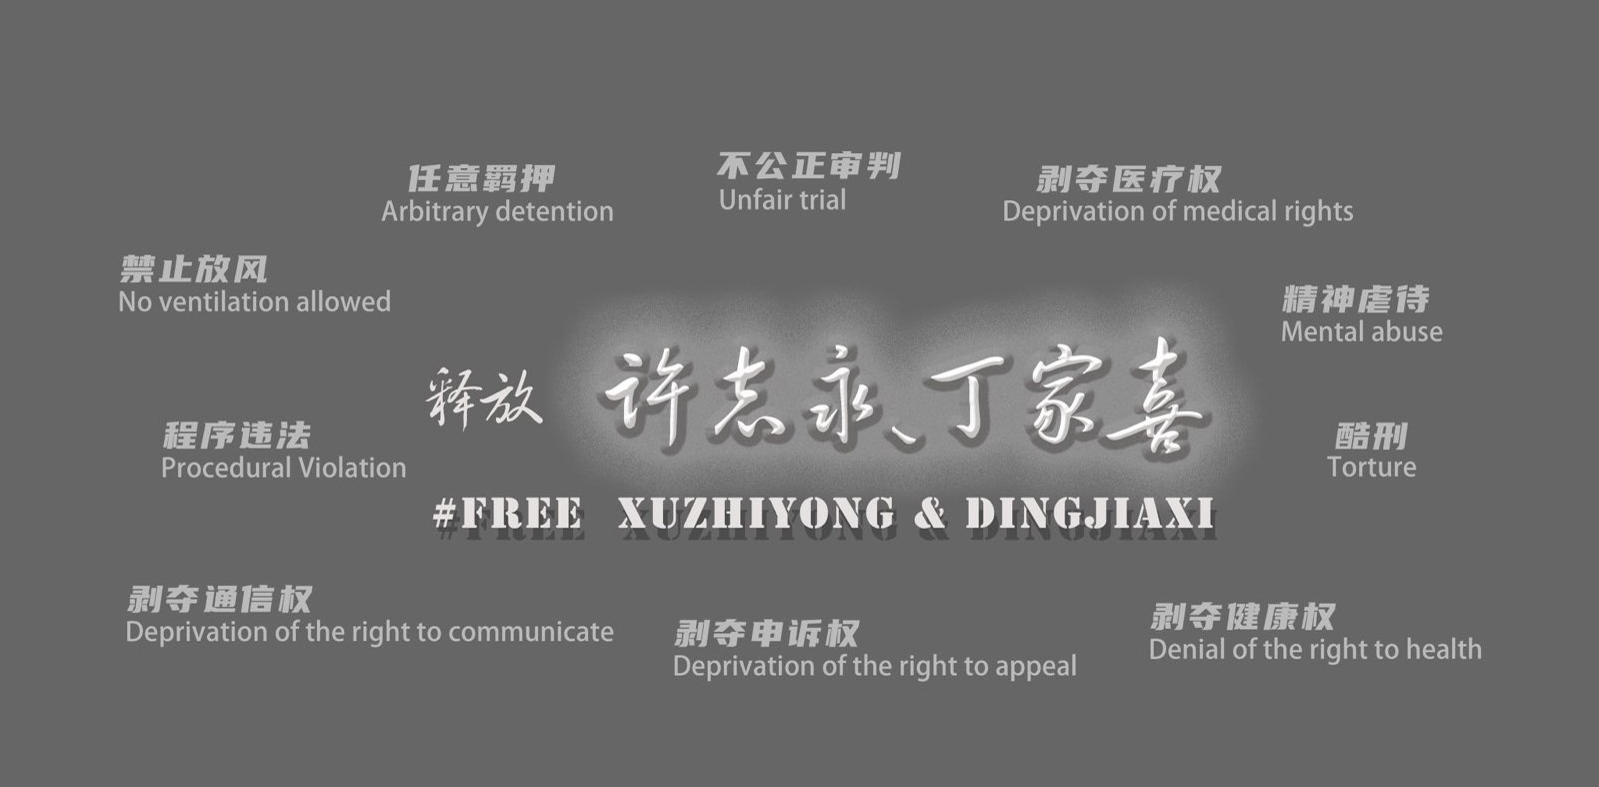 任意羁押
Arbitrary detention
不公正审判
Unfair trial
剥夺医疗权
Deprivation of medical rights
禁止放风
No ventilation allowed
精神虐待
Mental abuse
释放 许志永、丁家喜
程序违法
Procedural Violation
酷刑
Torture
#FREE XUZHIYONG & DINGJIAXI
剥夺通信权
Deprivation of the right to communicate
剥夺申诉权
Deprivation of the right to appeal
剥夺健康权
Denial of the right to health